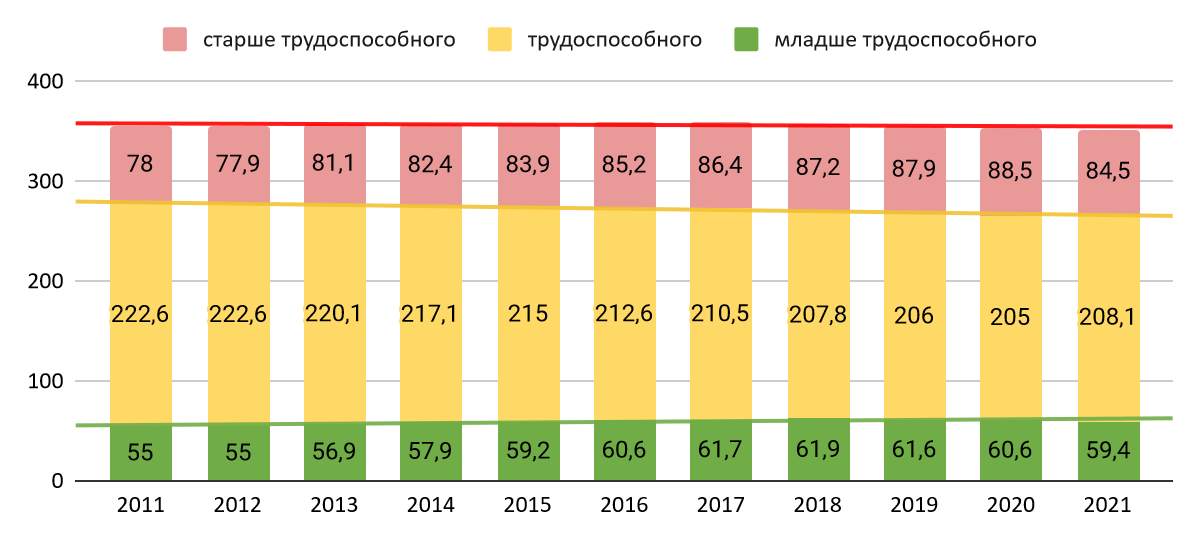 старше трудоспособного трудоспособного младше трудоспособного
400
300
200
100
0
78 77,9 81,1 82,4 83,9 85,2 86,4 87,2 87,9 88,5 84,5
222,6 222,6 220,1 217,1 215 212,6 210,5 207,8 206 205 208,1
55 55 56,9 57,9 59,2 60,6 61,7 61,9 61,6 60,6 59,4
2011 2012 2013 2014 2015 2016 2017 2018 2019 2020 2021